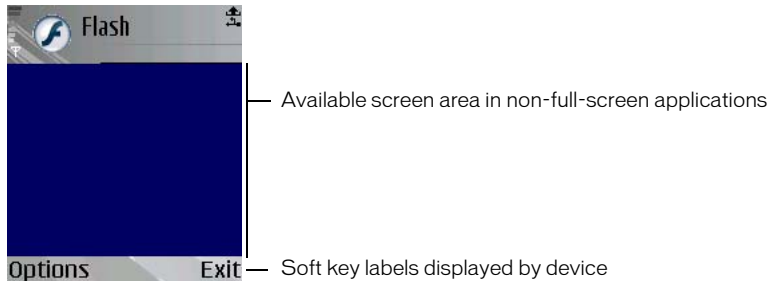 Flash
Available screen area in non-full-screen applications
Options Exit
Soft key labels displayed by device